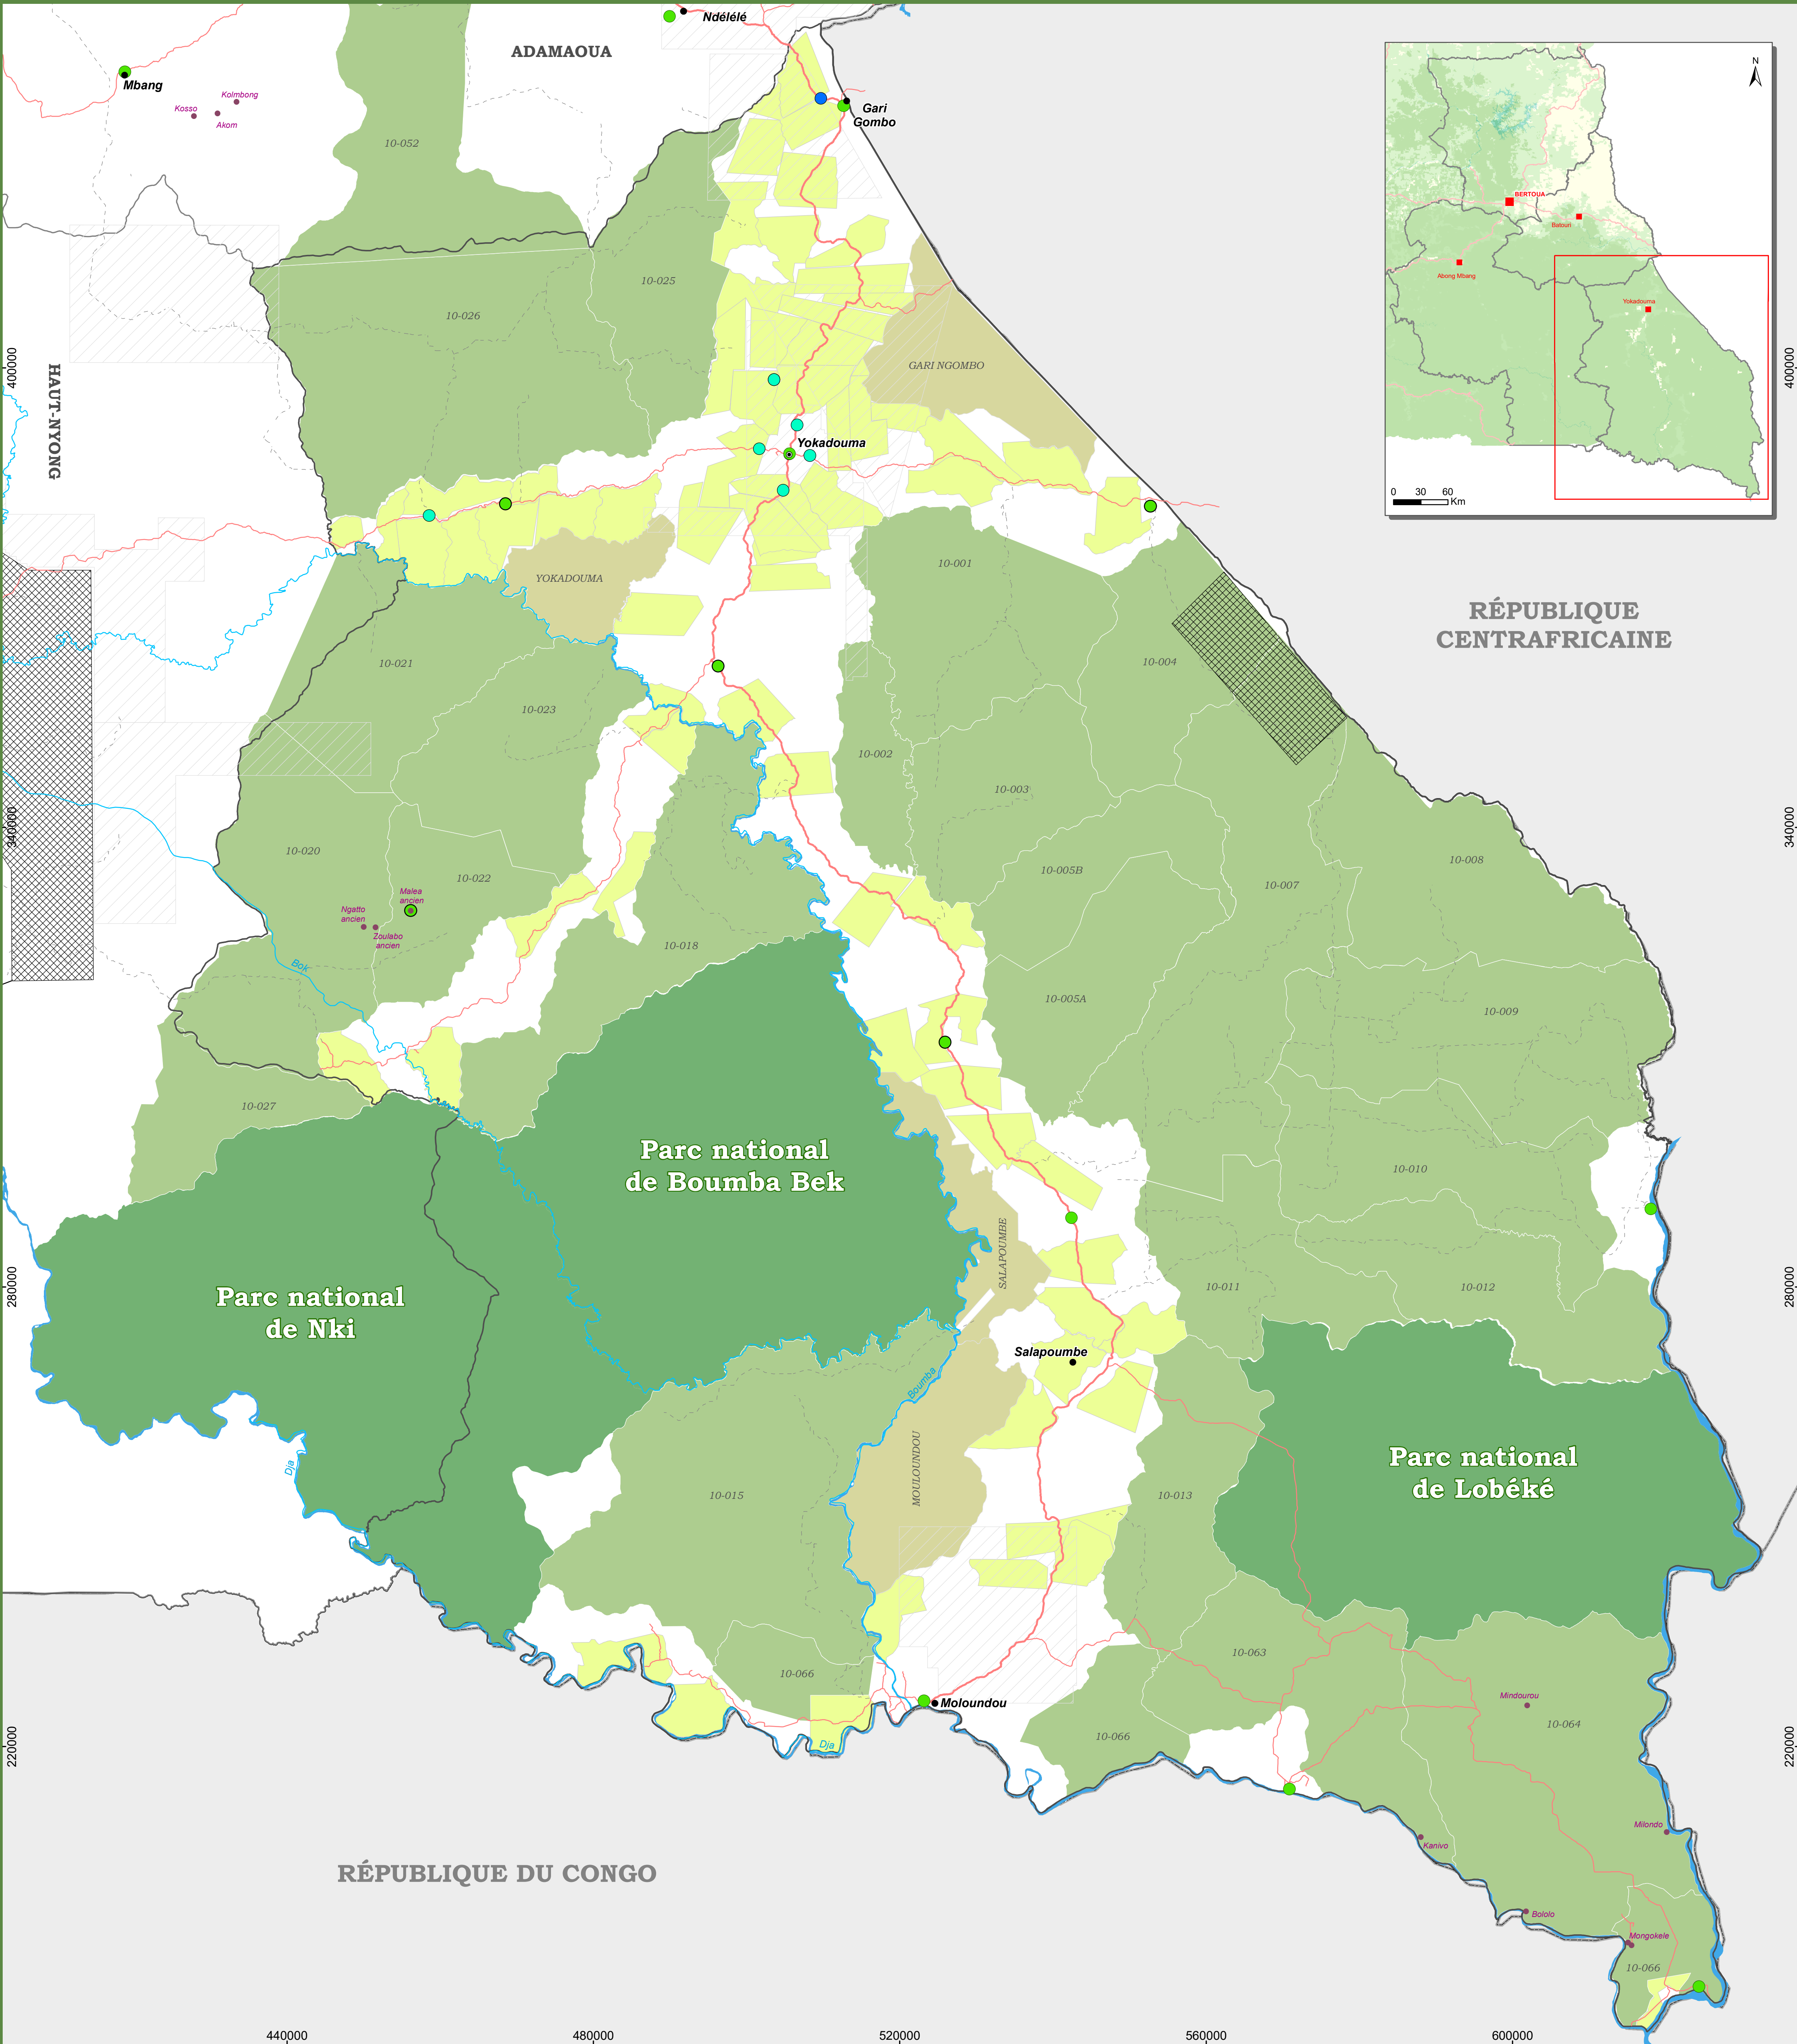 Ndélélé
ADAMAOUA
Mbang
Kolmbong
Kosso
Akom
Gari
Gombo
10-052
N
BERTOUA
Batouri
Abong Mbang
Yokadouma
0 30 60
Km
10-025
10-026
HAUT-NYONG
400000
400000
GARI NGOMBO
Yokadouma
YOKADOUMA
10-001
RÉPUBLIQUE
CENTRAFRICAINE
10-021
10-004
10-023
10-002
10-003
340000
340000
10-020
10-022
10-005B
10-007
10-008
Malea
ancien
Ngatto
ancien
Zoulabo
ancien
10-018
Bok
10-005A
10-009
10-027
Parc national
de Boumba Bek
10-010
SALAPOUMBE
280000
280000
Parc national
de Nki
10-011
10-012
Salapoumbe
Boumba
Dja
MOULOUNDOU
10-015
10-013
Parc national
de Lobéké
10-066
10-063
Moloundou
Mindourou
10-064
Dja
10-066
220000
220000
Milondo
Kanivo
RÉPUBLIQUE DU CONGO
Bololo
Mongokele
10-066
440000
480000
520000
560000
600000